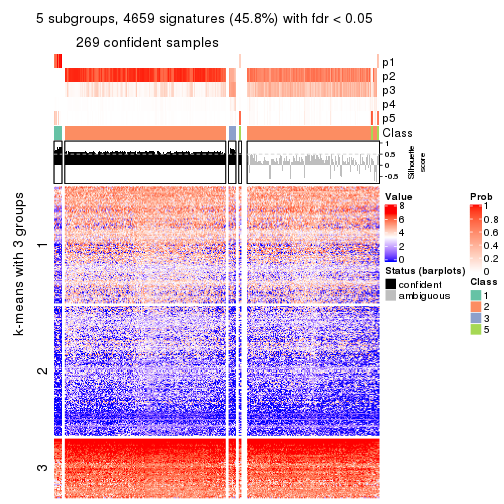 5 subgroups, 4659 signatures (45.8%) with fdr < 0.05
269 confident samples
p1
p2
p3
p4
p5
Class
1
0.5
0
-0.5
Silhouette
score
k-means with 3 groups
1
2
3
Value
8
6
4
2
0
Status (barplots)
confident
ambiguous
Prob
1
0.8
0.6
0.4
0.2
0
Class
1
2
3
5